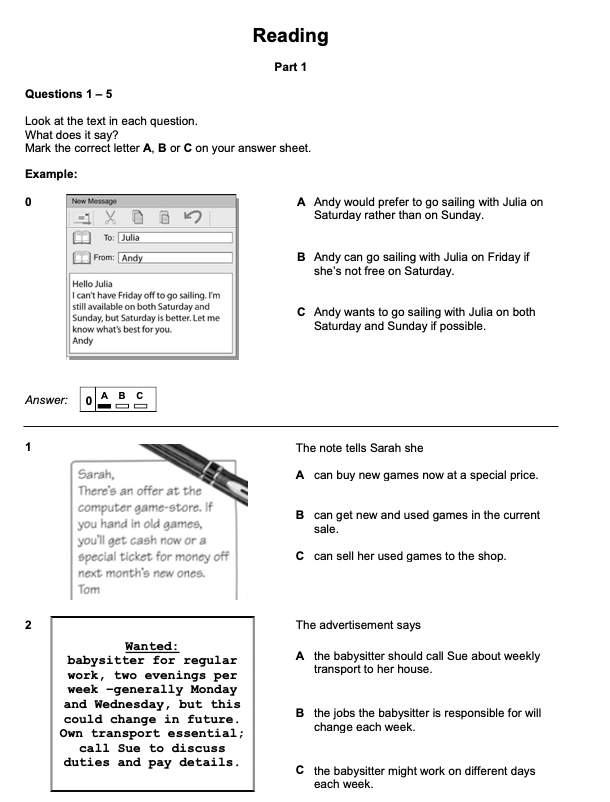 Reading
Part 1
Questions 1 – 5
Look at the text in each question.
What does it say?
Mark the correct letter A, B or C on your answer sheet.
Example:
0
New Message
To: Julia
From: Andy
Hello Julia
I can't have Friday off to go sailing. I'm
still available on both Saturday and
Sunday, but Saturday is better. Let me
know what's best for you.
Andy
A Andy would prefer to go sailing with Julia on
Saturday rather than on Sunday.
B Andy can go sailing with Julia on Friday if
she's not free on Saturday.
C Andy wants to go sailing with Julia on both
Saturday and Sunday if possible.
Answer: 0 A B C
1
Sarah,
There's an offer at the
computer game-store. If
you hand in old games,
you'll get cash now or a
special ticket for money off
next month's new ones.
Tom
The note tells Sarah she
A can buy new games now at a special price.
B can get new and used games in the current
sale.
C can sell her used games to the shop.
2
Wanted:
babysitter for regular
work, two evenings per
week –generally Monday
and Wednesday, but this
could change in future.
Own transport essential;
call Sue to discuss
duties and pay details.
The advertisement says
A the babysitter should call Sue about weekly
transport to her house.
B the jobs the babysitter is responsible for will
change each week.
C the babysitter might work on different days
each week.